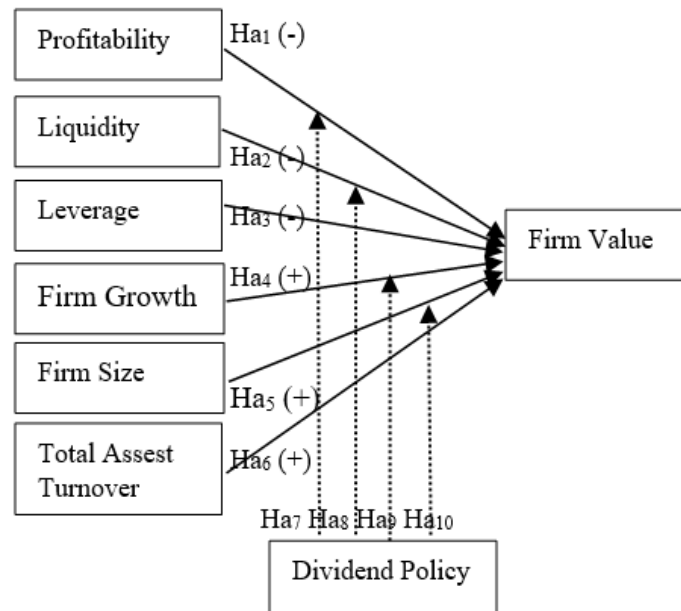 Profitability
Ha1 (-)
Liquidity
Ha2 (-)
Leverage
Ha3 (-)
Firm Value
Firm Growth
Ha4 (+)
Firm Size
Ha5 (+)
Total Assest
Turnover
Ha6 (+)
Ha7 Ha8 Ha9 Ha10
Dividend Policy